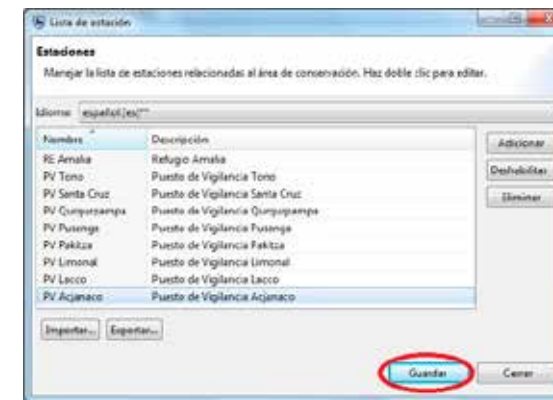 Lista de estación
Estaciones
Manejar la lista de estaciones relacionadas al área de conservación. Haz doble clic para editar.
Idioma: español [es]**
Nombre Descripción
RE Amalia Refugio Amalia
PV Tono Puesto de Vigilancia Tono
PV Santa Cruz Puesto de Vigilancia Santa Cruz
PV Puesto de Vigilancia
PV Pusanga Puesto de Vigilancia Pusanga
PV Pakitza Puesto de Vigilancia Pakitza
PV Limonal Puesto de Vigilancia Limonal
PV Lacco Puesto de Vigilancia Lacco
PV Acjanaco Puesto de Vigilancia Acjanaco
Adicionar
Deshabilitar
Eliminar
Importar... Exportar...
Guardar Cerrar